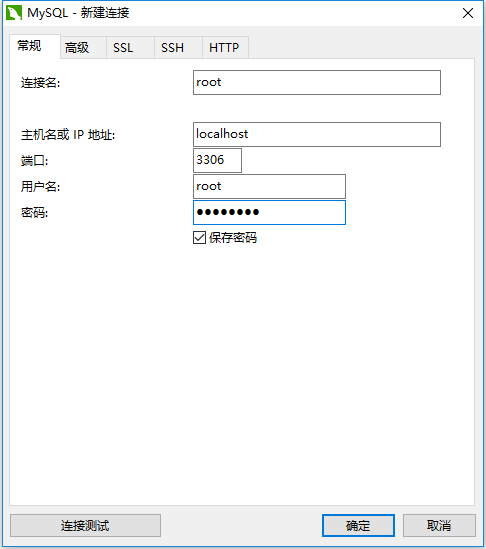 MySQL - 新建连接
常规 高级 SSL SSH HTTP
连接名: root
主机名或 IP 地址: localhost
端口: 3306
用户名: root
密码: ●●●●●●●●
保存密码
连接测试 确定 取消